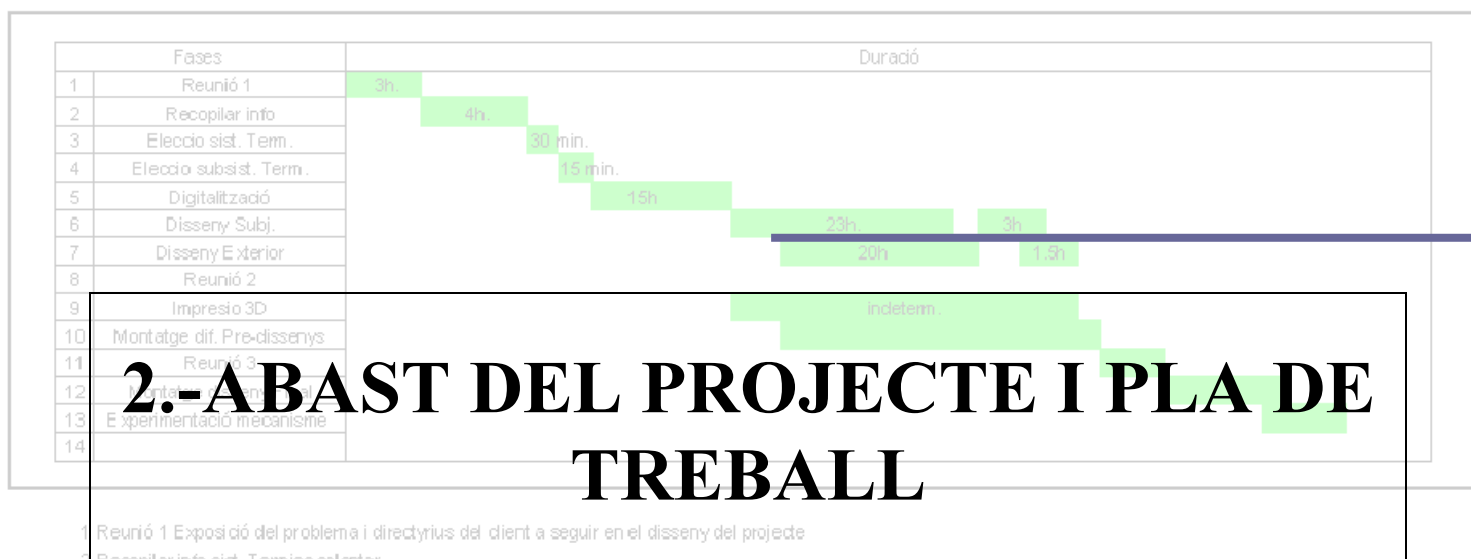 Fases Duració
1 Reunió 1 3h.
2 Recopilar info 4h.
3 Eleccio sist. Term. 30 min.
4 Eleccio subsist. Term. 15 min.
5 Digitalització 15h
6 Disseny Subj. 23h. 3h
7 Disseny Exterior 20h 1.5h
8 Reunió 2
9 Impresio 3D indeterm.
10 Montatge dif. Pre-dissenys
11 Reunió 3
12
13 Experimentació mecanisme
14
2.-ABAST DEL PROJECTE I PLA DE
TREBALL
1 Reunió 1 Exposició del problema i directyrius del client a seguir en el disseny del projecte